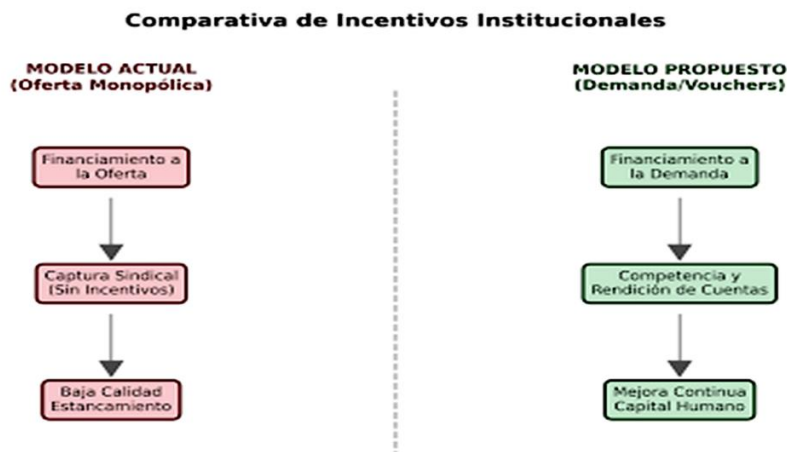 Comparativa de Incentivos Institucionales
MODELO ACTUAL
(Oferta Monopólica)
Financiamiento a
la Oferta
Captura Sindical
(Sin Incentivos)
Baja Calidad
Estancamiento
MODELO PROPUESTO
(Demanda/Vouchers)
Financiamiento a
la Demanda
Competencia y
Rendición de Cuentas
Mejora Continua
Capital Humano